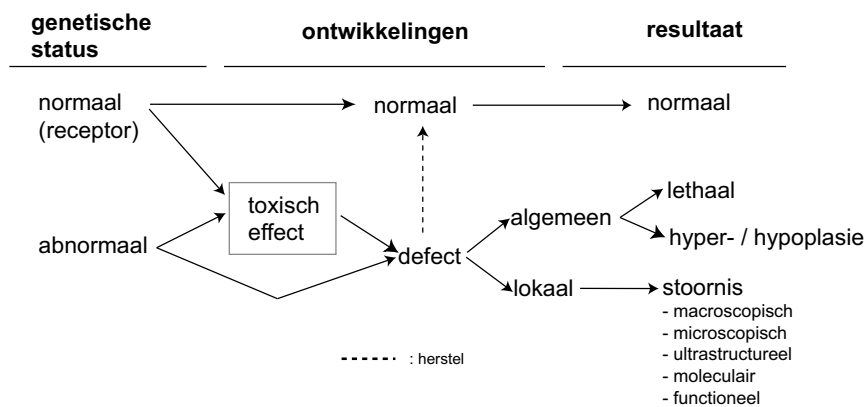 genetische
status
ontwikkelingen
resultaat
normaal
(receptor)
normaal
normaal
toxisch
effect
abnormaal
defect
algemeen
lethaal
hyper- / hypoplasie
lokaal
stoornis
- macroscopisch
- microscopisch
- ultrastructureel
- moleculair
- functioneel
: herstel